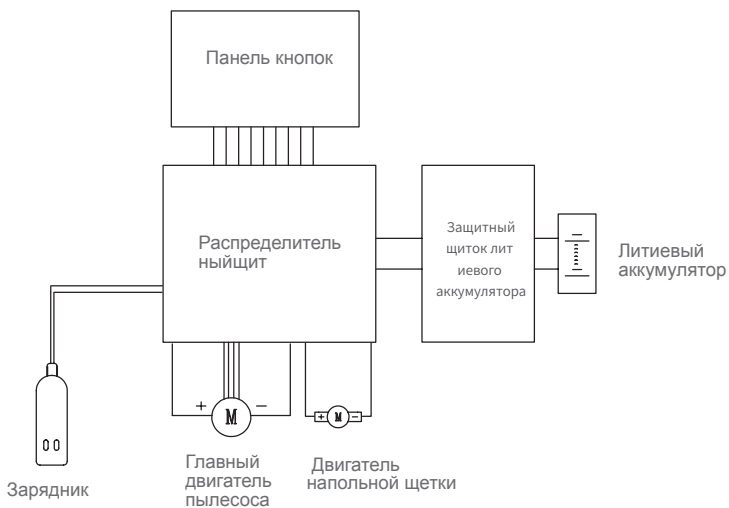 Панель кнопок
Распределитель
ныйщит
Защитный
щиток лит
иевого
аккумулятора
Литиевый
аккумулятор
+ M −
+ M −
Зарядник
Главный
двигатель
пылесоса
Двигатель
напольной щетки